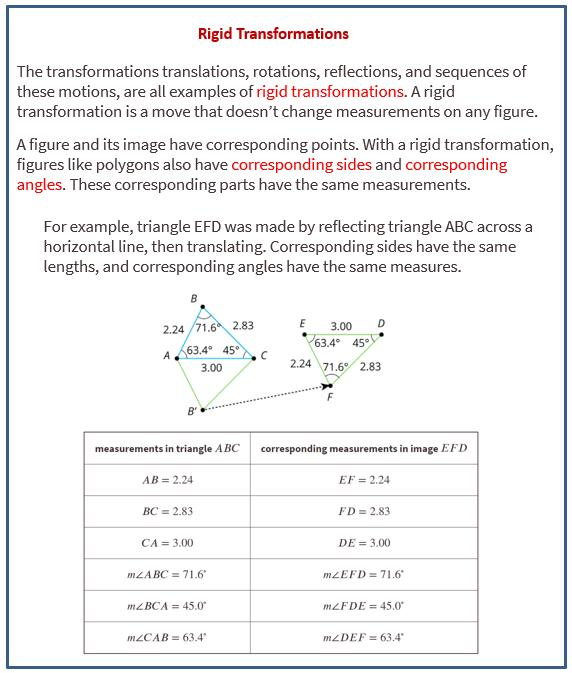 Rigid Transformations
The transformations translations, rotations, reflections, and sequences of
these motions, are all examples of rigid transformations. A rigid
transformation is a move that doesn't change measurements on any figure.
A figure and its image have corresponding points. With a rigid transformation,
figures like polygons also have corresponding sides and corresponding
angles. These corresponding parts have the same measurements.
For example, triangle EFD was made by reflecting triangle ABC across a
horizontal line, then translating. Corresponding sides have the same
lengths, and corresponding angles have the same measures.
B
2.24 71.6° 2.83
A 63.4° 45° C
3.00
B'
E 3.00 D
63.4° 45°
2.24 71.6° 2.83
F
measurements in triangle ABC corresponding measurements in image EFD
AB = 2.24 EF = 2.24
BC = 2.83 FD = 2.83
CA = 3.00 DE = 3.00
m∠ABC = 71.6° m∠EFD = 71.6°
m∠BCA = 45.0° m∠FDE = 45.0°
m∠CAB = 63.4° m∠DEF = 63.4°